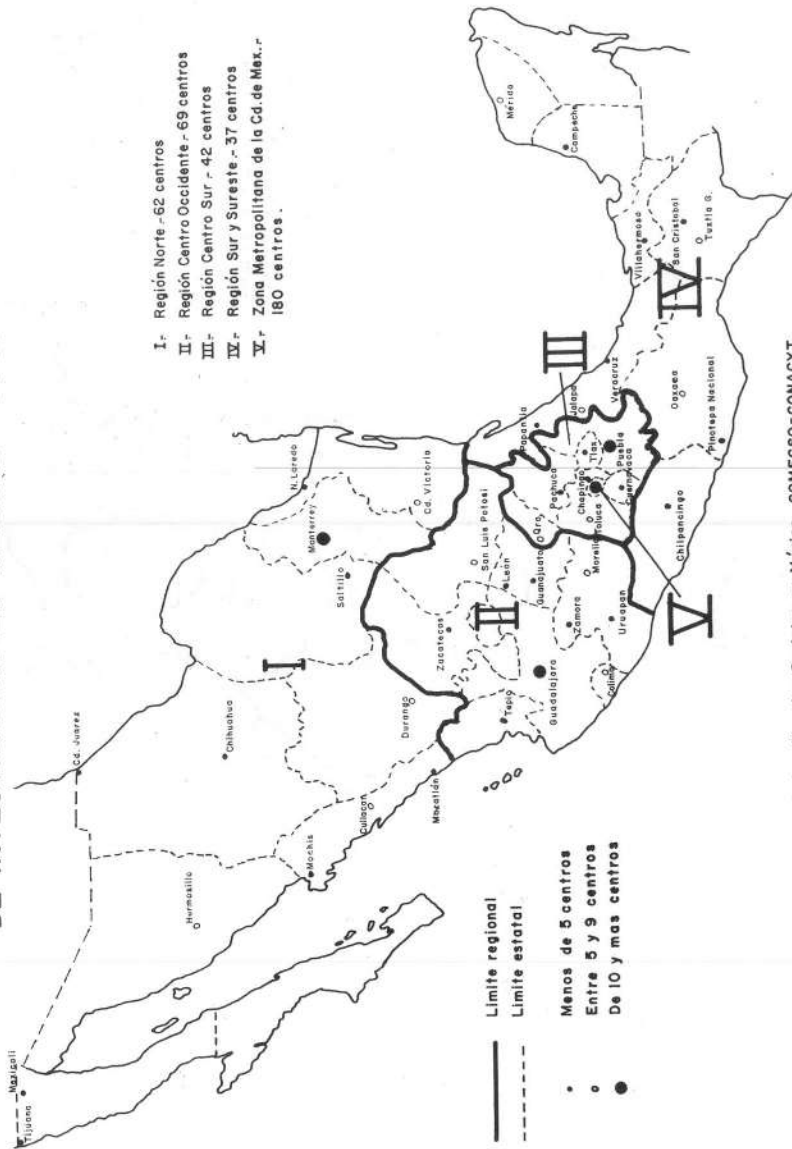 I.- Región Norte.-62 centros
II.- Región Centro Occidente.- 69 centros
III.- Región Centro Sur.- 42 centros
IV.- Región Sur y Sureste.- 37 centros
V.- Zona Metropolitana de la Cd. de Mex.-
180 centros.
Tijuana
Mexicali
Cd. Juarez
Hermosillo
Chihuahua
I
N. Laredo
Mochis
Monterrey
Saltillo
Culiacan
Durango
Cd. Victoria
Mazatlán
Zacatecas
San Luis Potosi
II
León
Tepic
Guanajuato
Qro.
Guadalajara
Pachuca
Papantla
III
Jalapa
Zamora
Morelia
Toluca
Chapingo
Tlax
Colima
Uruapan
Cuernavaca
Puebla
Veracruz
V
Chilpancingo
Oaxaca
Pinotepa Nacional
IV
Villahermosa
San Cristobal
Tuxtla G.
Campeche
Mérida
Limite regional
Limite estatal
Menos de 5 centros
Entre 5 y 9 centros
De 10 y mas centros
México, COMECSO-CONACYT